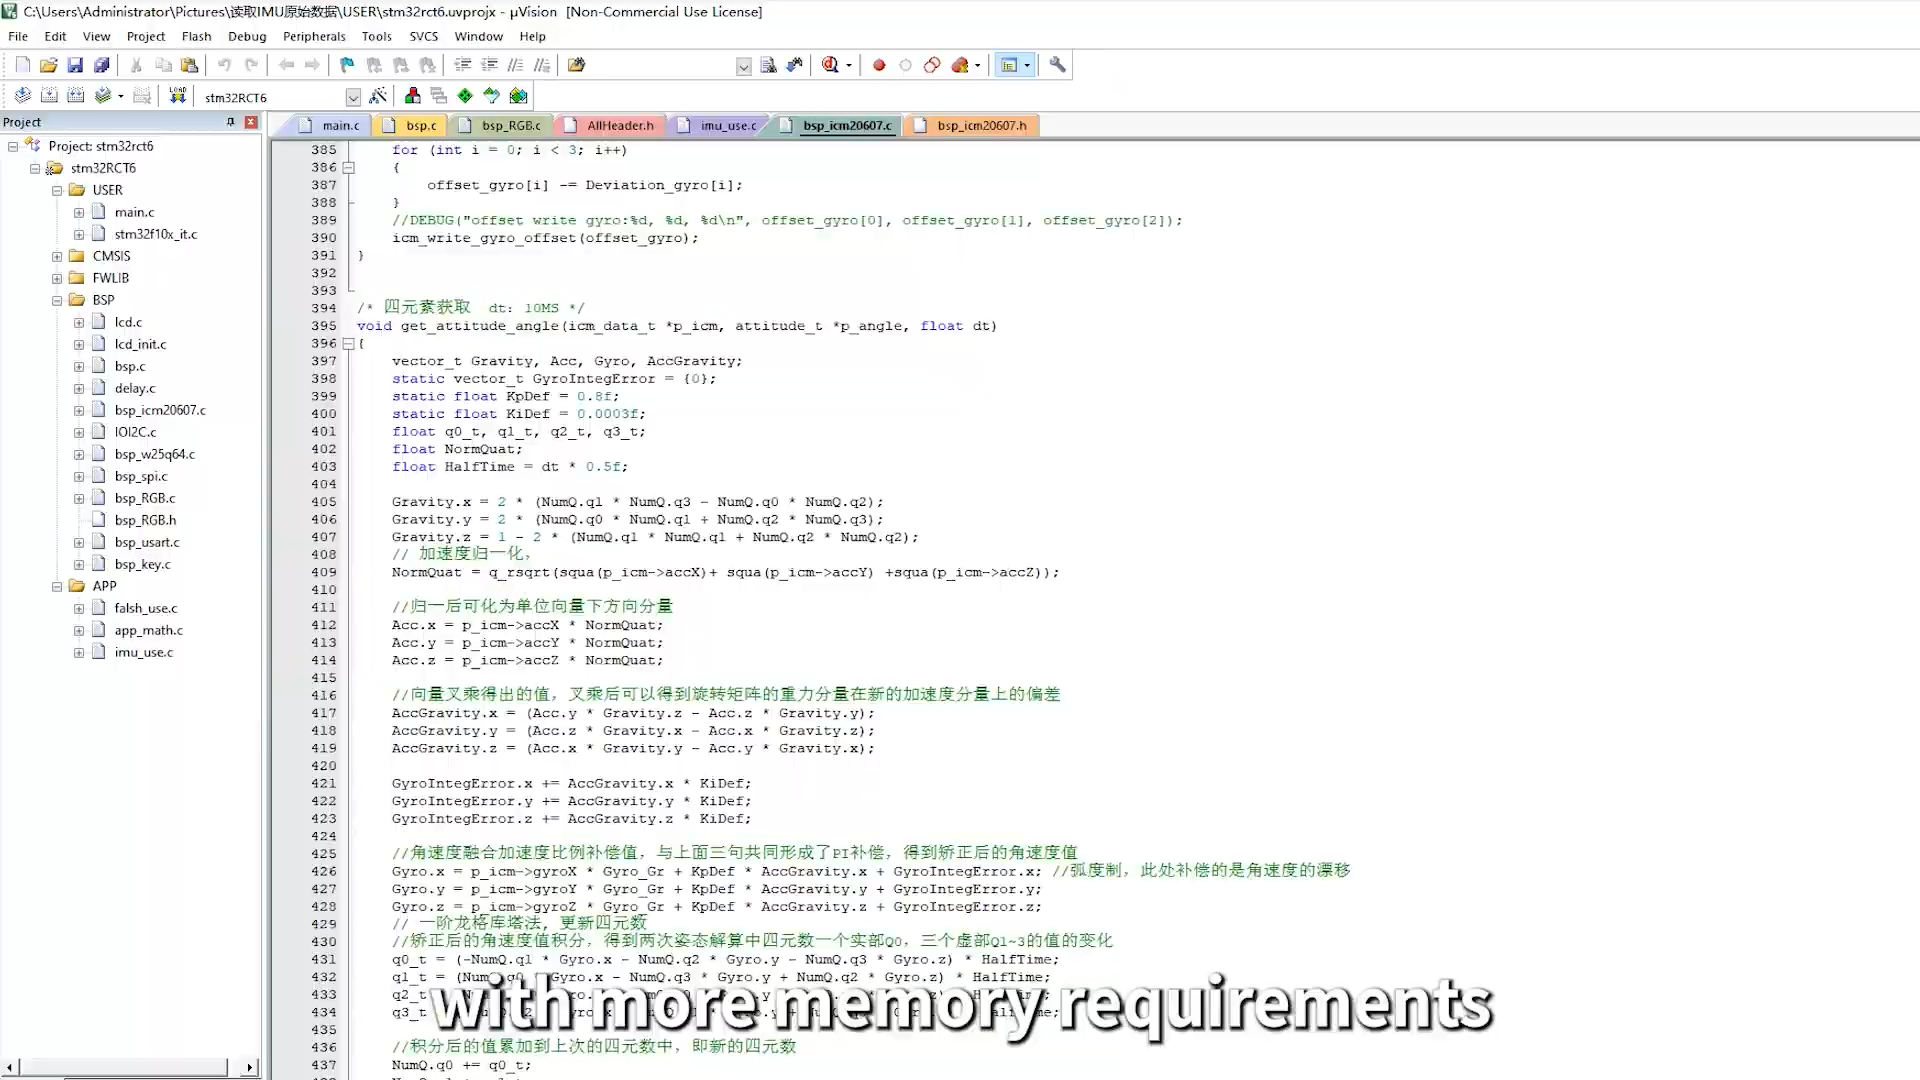 C:\Users\Administrator\Pictures\读取IMU原始数据\USER\stm32rct6.uvprojx - µVision [Non-Commercial Use License]
File Edit View Project Flash Debug Peripherals Tools SVCS Window Help
LOAD stm32RCT6
Project
main.c bsp.c bsp_RGB.c AllHeader.h imu_use.c bsp_icm20607.c bsp_icm20607.h
Project: stm32rct6
stm32RCT6
USER
main.c
stm32f10x_it.c
CMSIS
FWLIB
BSP
lcd.c
lcd_init.c
bsp.c
delay.c
bsp_icm20607.c
IOI2C.c
bsp_w25q64.c
bsp_spi.c
bsp_RGB.c
bsp_RGB.h
bsp_usart.c
bsp_key.c
APP
falsh_use.c
app_math.c
imu_use.c
385 for (int i = 0; i < 3; i++)
386 {
387 offset_gyro[i] -= Deviation_gyro[i];
388 }
389 //DEBUG("offset write gyro:%d, %d, %d\n", offset_gyro[0], offset_gyro[1], offset_gyro[2]);
390 icm_write_gyro_offset(offset_gyro);
391 }
392
393
394 /* 四元素获取 dt：10MS */
395 void get_attitude_angle(icm_data_t *p_icm, attitude_t *p_angle, float dt)
396 {
397 vector_t Gravity, Acc, Gyro, AccGravity;
398 static vector_t GyroIntegError = {0};
399 static float KpDef = 0.8f;
400 static float KiDef = 0.0003f;
401 float q0_t, q1_t, q2_t, q3_t;
402 float NormQuat;
403 float HalfTime = dt * 0.5f;
404
405 Gravity.x = 2 * (NumQ.q1 * NumQ.q3 - NumQ.q0 * NumQ.q2);
406 Gravity.y = 2 * (NumQ.q0 * NumQ.q1 + NumQ.q2 * NumQ.q3);
407 Gravity.z = 1 - 2 * (NumQ.q1 * NumQ.q1 + NumQ.q2 * NumQ.q2);
408 // 加速度归一化，
409 NormQuat = q_rsqrt(squa(p_icm->accX)+ squa(p_icm->accY) +squa(p_icm->accZ));
410
411 //归一后可化为单位向量下方向分量
412 Acc.x = p_icm->accX * NormQuat;
413 Acc.y = p_icm->accY * NormQuat;
414 Acc.z = p_icm->accZ * NormQuat;
415
416 //向量叉乘得出的值，叉乘后可以得到旋转矩阵的重力分量在新的加速度分量上的偏差
417 AccGravity.x = (Acc.y * Gravity.z - Acc.z * Gravity.y);
418 AccGravity.y = (Acc.z * Gravity.x - Acc.x * Gravity.z);
419 AccGravity.z = (Acc.x * Gravity.y - Acc.y * Gravity.x);
420
421 GyroIntegError.x += AccGravity.x * KiDef;
422 GyroIntegError.y += AccGravity.y * KiDef;
423 GyroIntegError.z += AccGravity.z * KiDef;
424
425 //角速度融合加速度比例补偿值，与上面三句共同形成了PI补偿，得到矫正后的角速度值
426 Gyro.x = p_icm->gyroX * Gyro_Gr + KpDef * AccGravity.x + GyroIntegError.x; //弧度制，此处补偿的是角速度的漂移
427 Gyro.y = p_icm->gyroY * Gyro_Gr + KpDef * AccGravity.y + GyroIntegError.y;
428 Gyro.z = p_icm->gyroZ * Gyro_Gr + KpDef * AccGravity.z + GyroIntegError.z;
429 // 一阶龙格库塔法，更新四元数
430 //矫正后的角速度值积分，得到两次姿态解算中四元数一个实部Q0，三个虚部Q1~3的值的变化
431 q0_t = (-NumQ.q1 * Gyro.x - NumQ.q2 * Gyro.y - NumQ.q3 * Gyro.z) * HalfTime;
432 q1_t = (NumQ.q0 * Gyro.x - NumQ.q3 * Gyro.y + NumQ.q2 * Gyro.z) * HalfTime;
433 q2_t
434 q3_t
with more memory requirements
435
436 //积分后的值累加到上次的四元数中，即新的四元数
437 NumQ.q0 += q0_t;